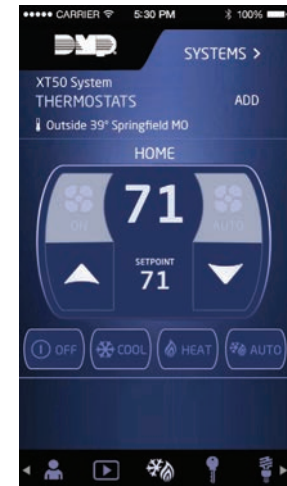 CARRIER 5:30 PM 100%
DMP
SYSTEMS >
XT50 System
THERMOSTATS ADD
Outside 39° Springfield MO
HOME
71
ON AUTO
SETPOINT
71
OFF COOL HEAT AUTO